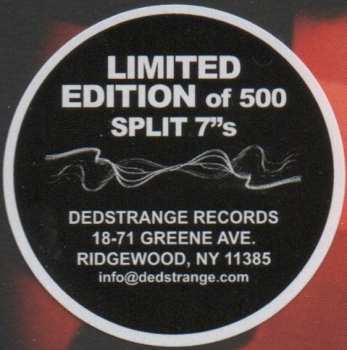 LIMITED
EDITION of 500
SPLIT 7”s
DEDSTRANGE RECORDS
18-71 GREENE AVE.
RIDGEWOOD, NY 11385
info@dedstrange.com